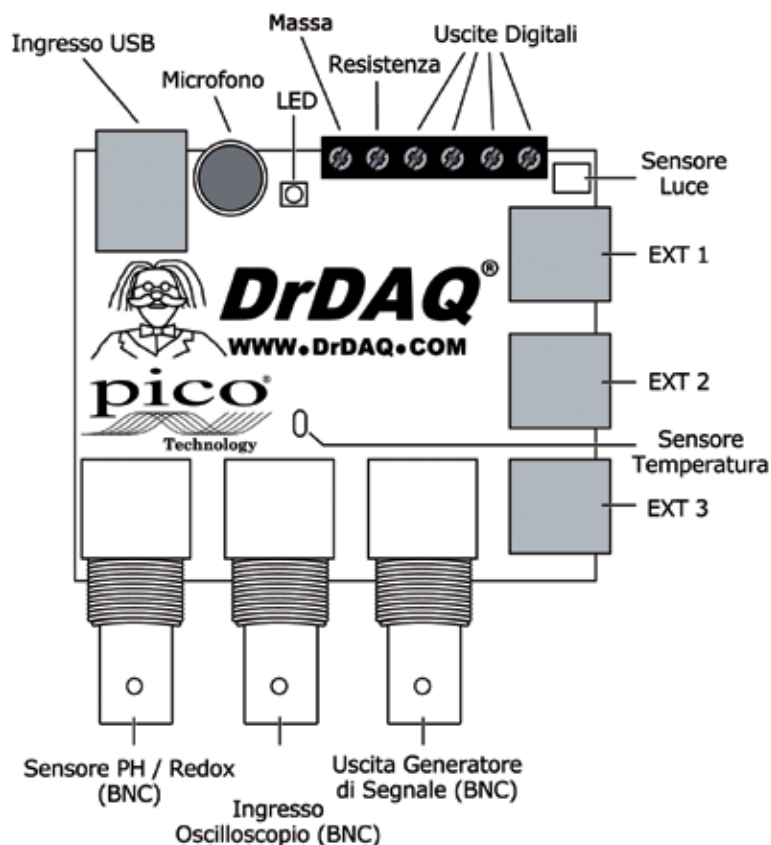 Massa
Uscite Digitali
Ingresso USB
Resistenza
Microfono
LED
Sensore
Luce
EXT 1
DrDAQ®
WWW•DrDAQ•COM
EXT 2
pico®
Technology
Sensore
Temperatura
EXT 3
Sensore PH / Redox
(BNC)
Ingresso
Oscilloscopio (BNC)
Uscita Generatore
di Segnale (BNC)